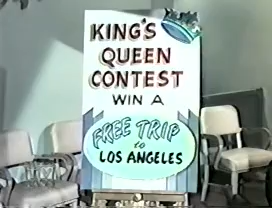 KING'S
QUEEN
CONTEST
WIN A
FREE TRIP
to
LOS ANGELES